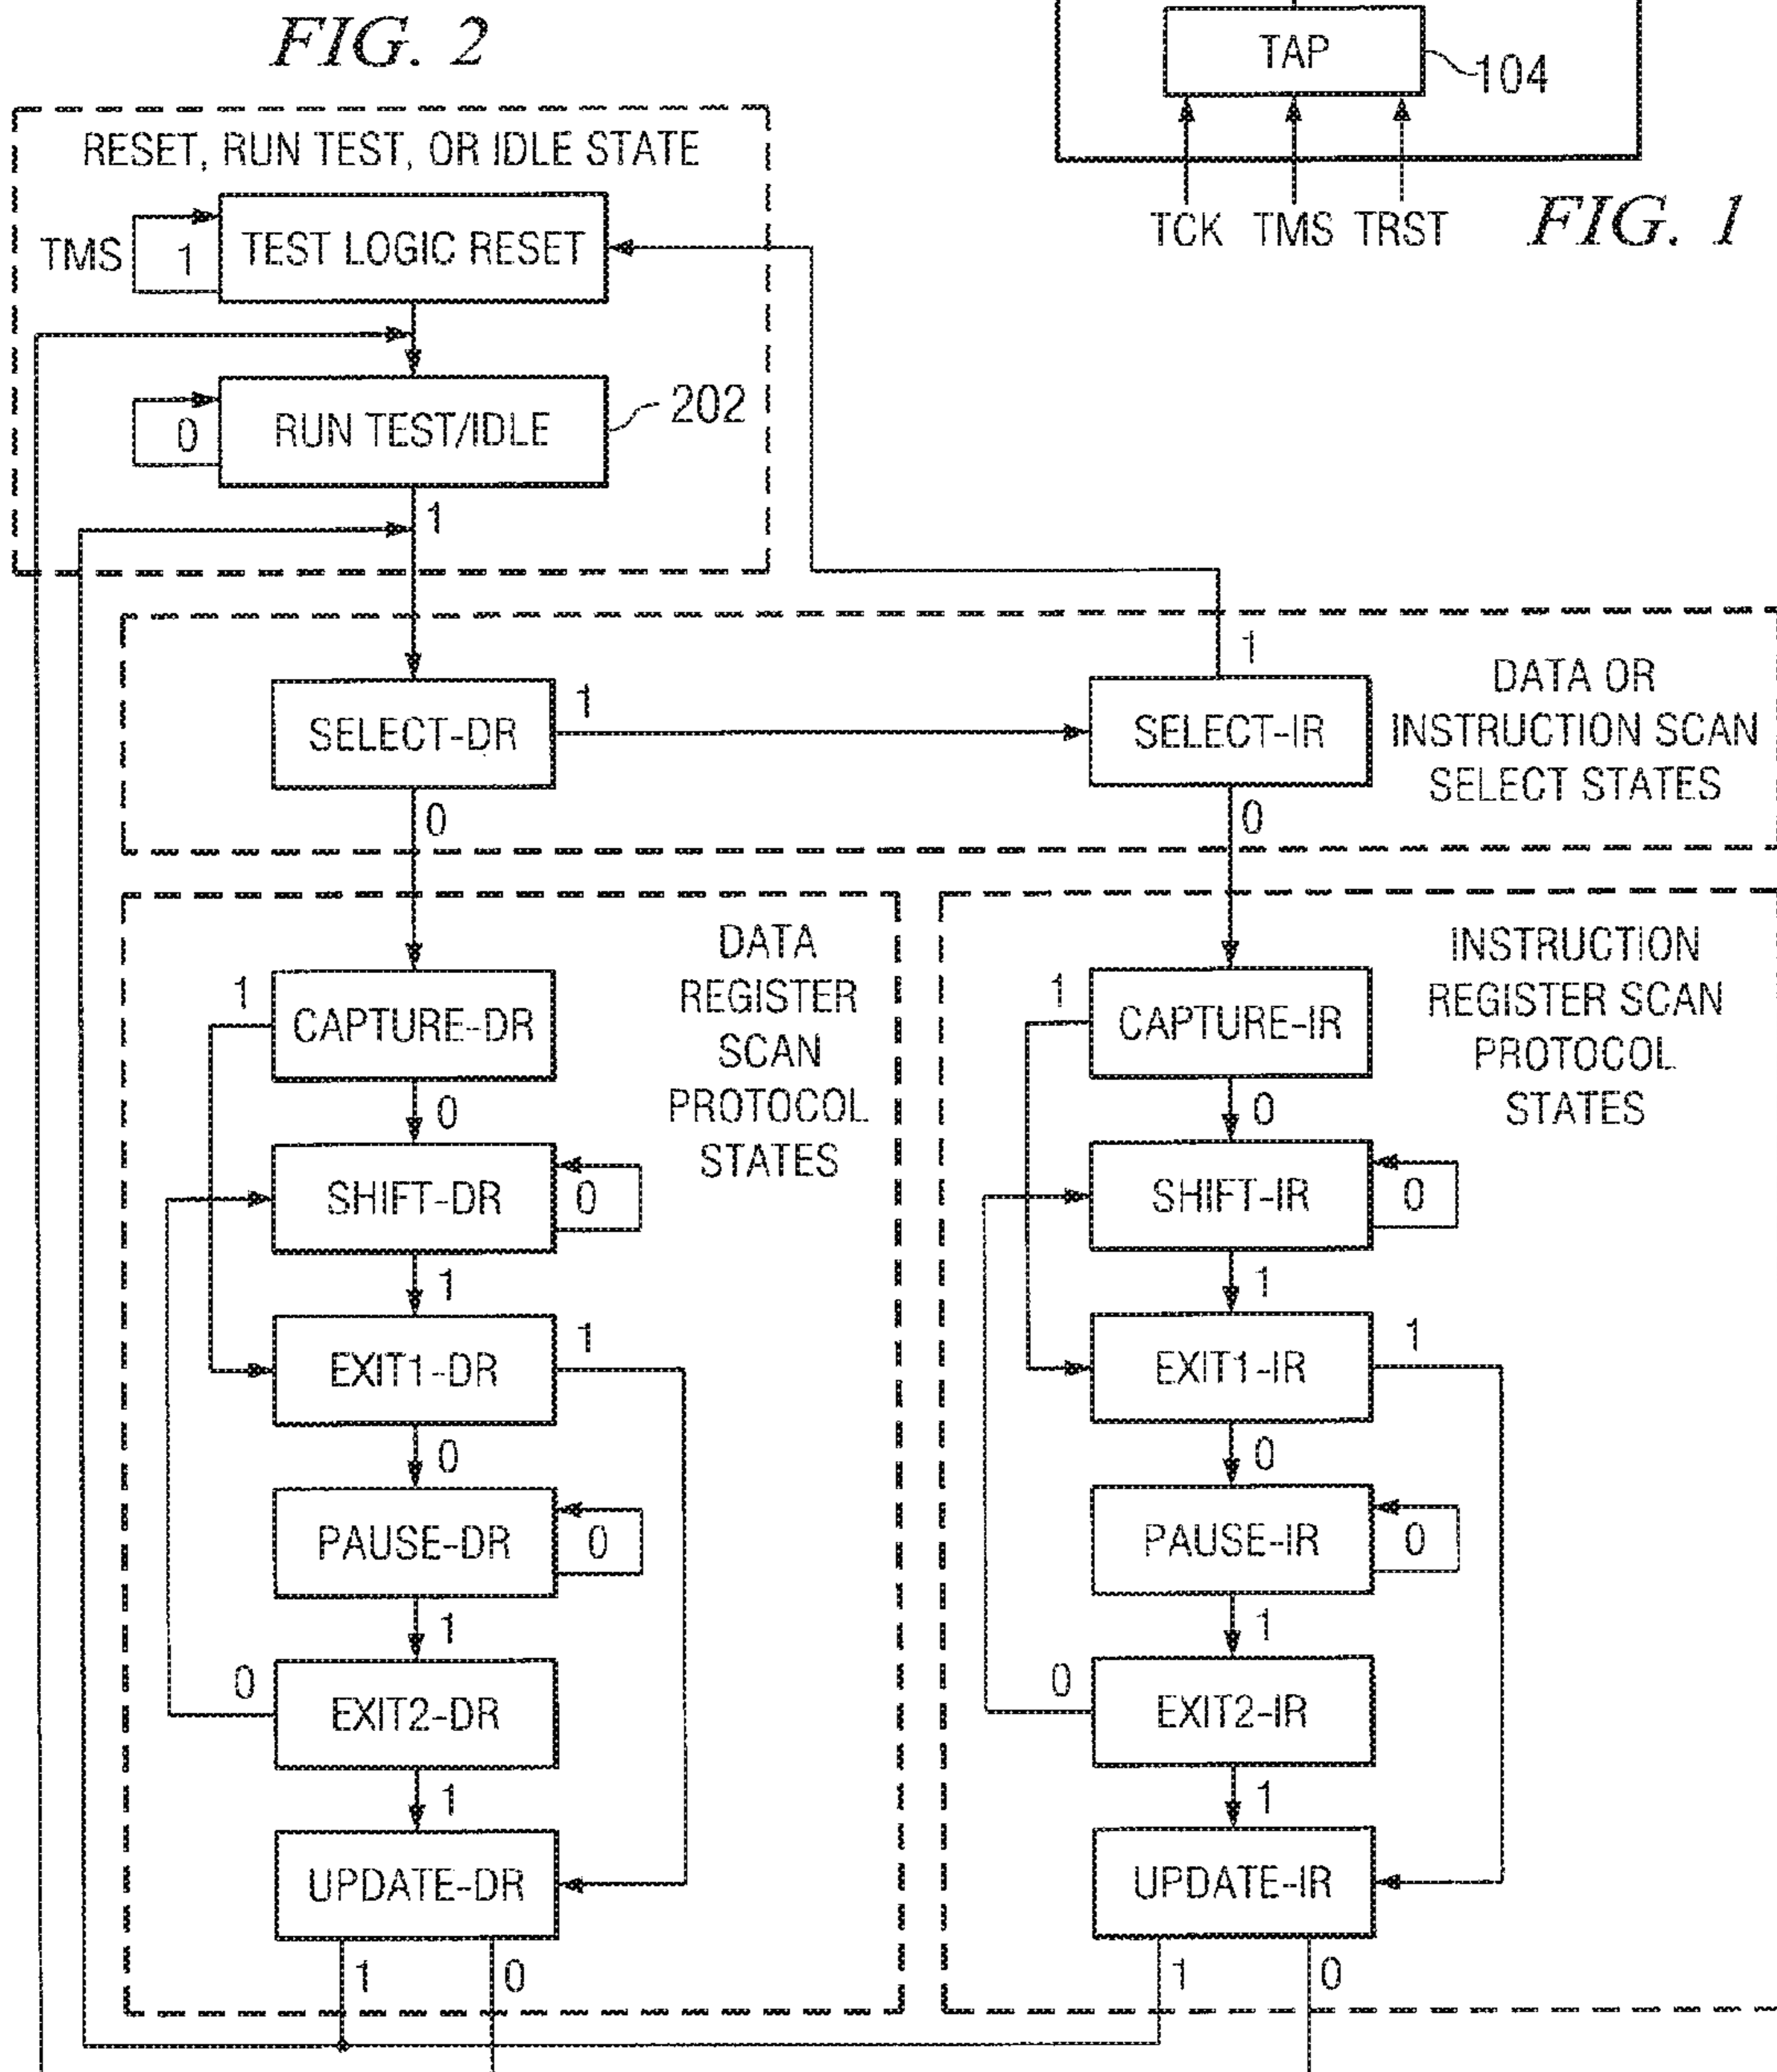 FIG. 2
TAP
104
TCK TMS TRST
FIG. 1
RESET, RUN TEST, OR IDLE STATE
TMS
1
TEST LOGIC RESET
0
RUN TEST/IDLE
202
1
1
SELECT-DR
1
SELECT-IR
DATA OR
INSTRUCTION SCAN
SELECT STATES
0
0
DATA
REGISTER
SCAN
PROTOCOL
STATES
INSTRUCTION
REGISTER SCAN
PROTOCOL
STATES
1
CAPTURE-DR
1
CAPTURE-IR
0
0
SHIFT-DR
0
SHIFT-IR
0
1
1
EXIT1-DR
1
EXIT1-IR
1
0
0
PAUSE-DR
0
PAUSE-IR
0
1
1
0
EXIT2-DR
0
EXIT2-IR
1
1
UPDATE-DR
UPDATE-IR
1
0
1
0